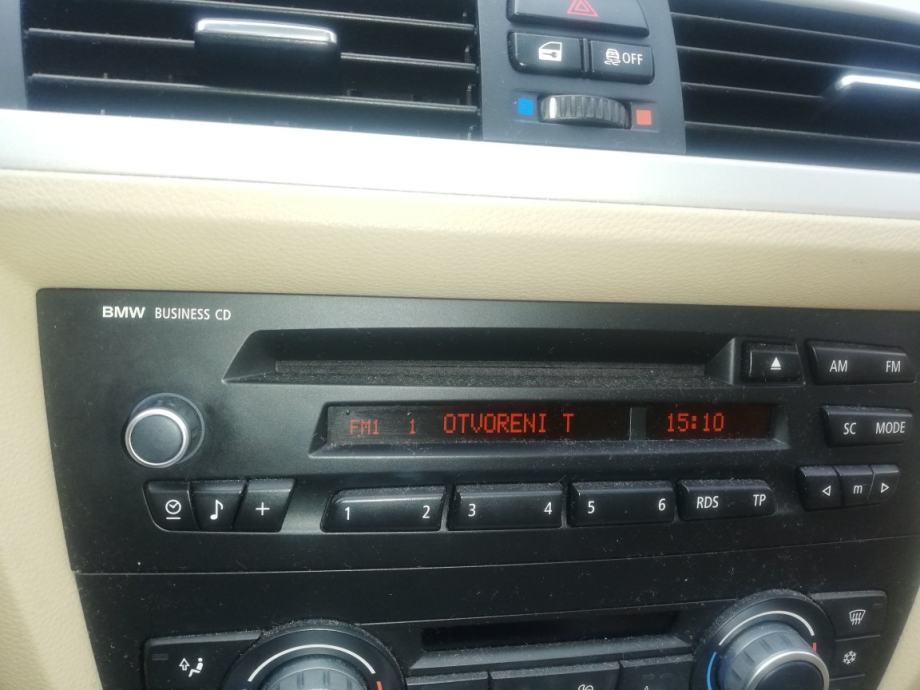 OFF
BMW BUSINESS CD
AM FM
FM1 1 OTVORENI T 15:10
SC MODE
1 2 3 4 5 6 RDS TP
m